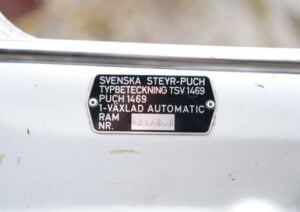 SVENSKA STEYR-PUCH
TYPBETECKNING TSV 1469
PUCH 1469
1-VÄXLAD AUTOMATIC
RAM
NR.